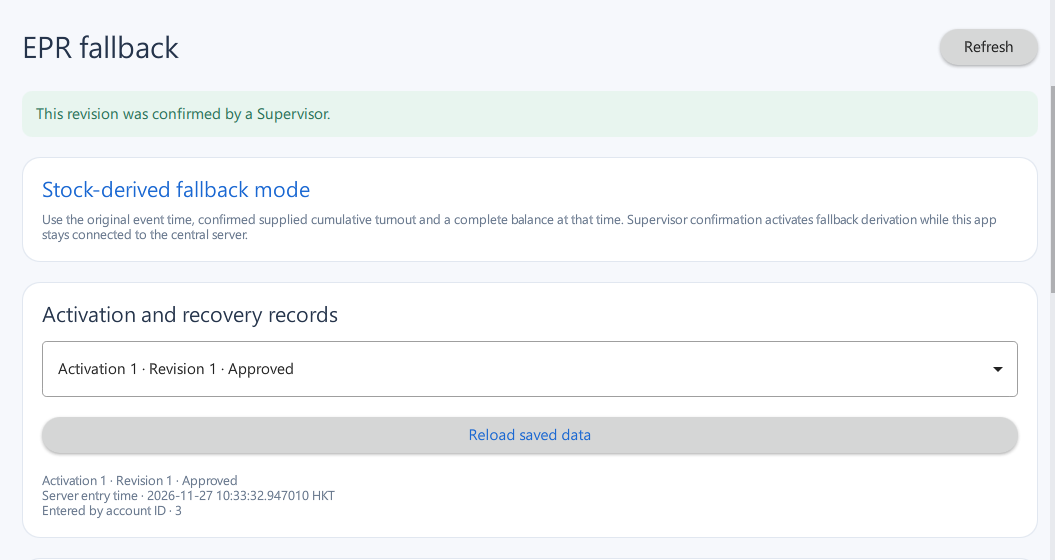 EPR fallback
Refresh
This revision was confirmed by a Supervisor.
Stock-derived fallback mode
Use the original event time, confirmed supplied cumulative turnout and a complete balance at that time. Supervisor confirmation activates fallback derivation while this app
stays connected to the central server.
Activation and recovery records
Activation 1 · Revision 1 · Approved
Reload saved data
Activation 1 · Revision 1 · Approved
Server entry time · 2026-11-27 10:33:32.947010 HKT
Entered by account ID · 3